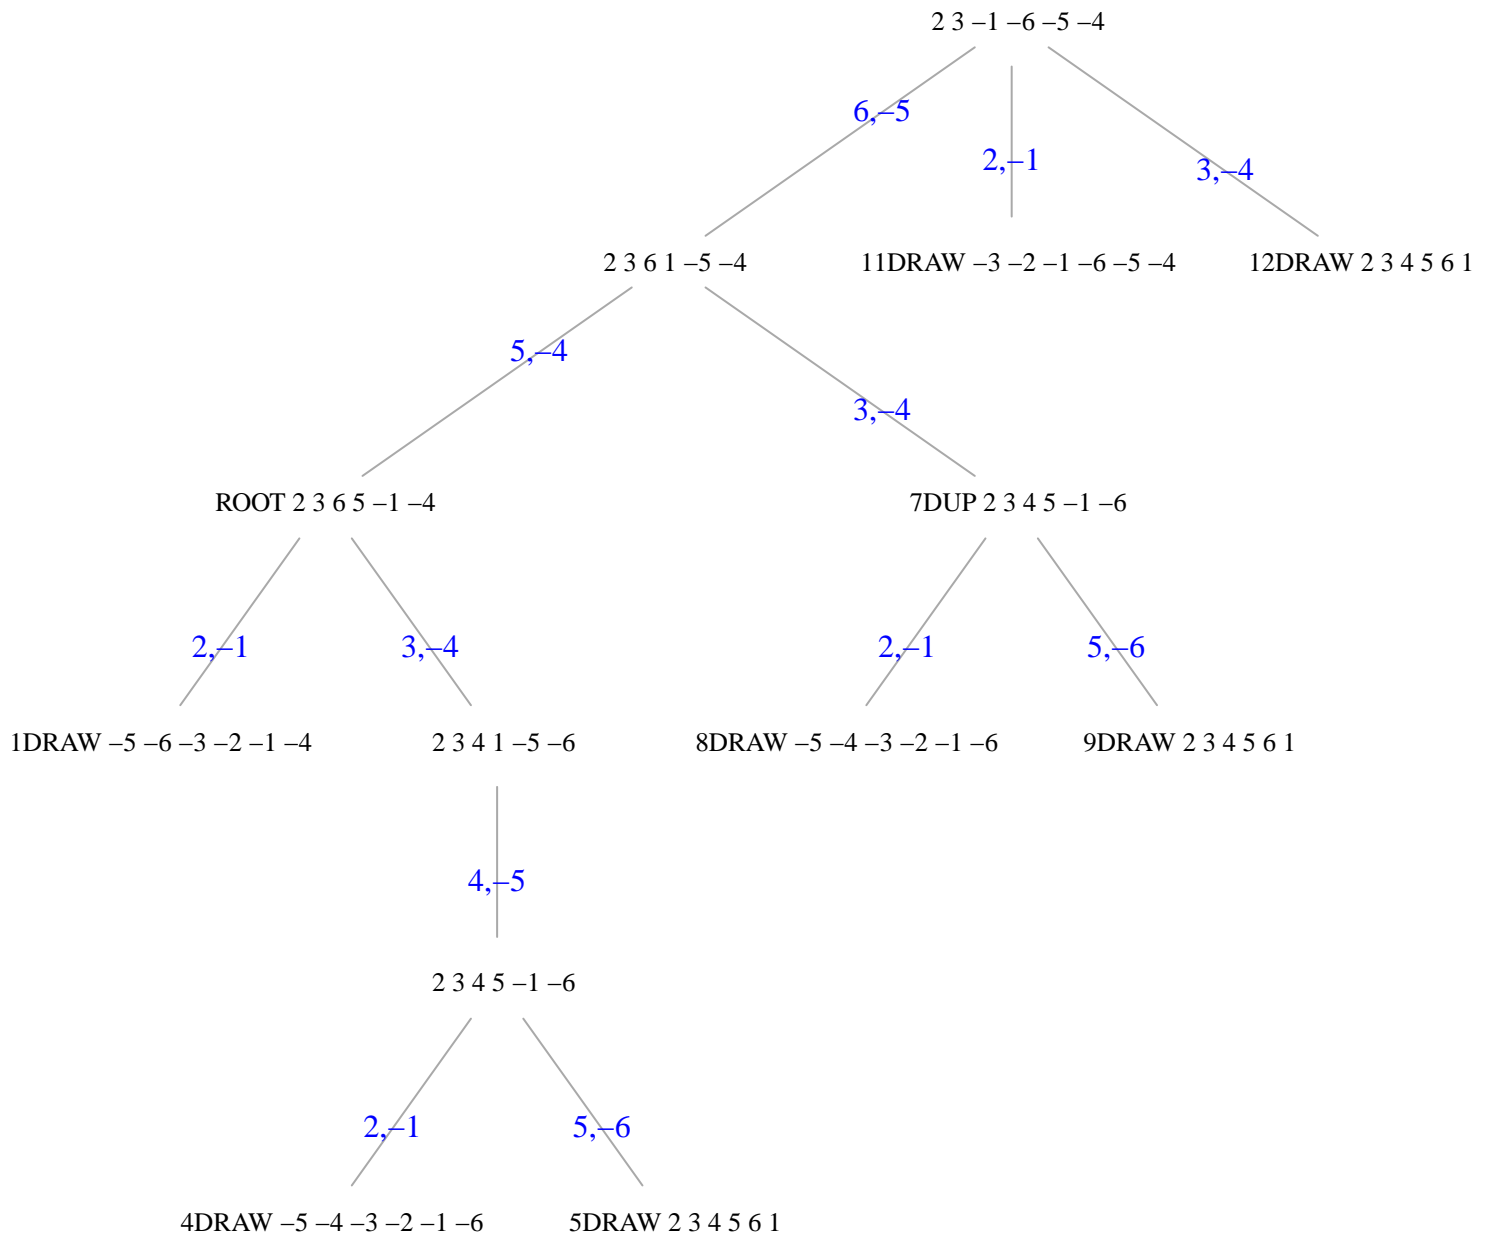 2 3 –1 –6 –5 –4
6,–5
2,–1
3,–4
2 3 6 1 –5 –4
11DRAW –3 –2 –1 –6 –5 –4
12DRAW 2 3 4 5 6 1
5,–4
3,–4
ROOT 2 3 6 5 –1 –4
7DUP 2 3 4 5 –1 –6
2,–1
3,–4
2,–1
5,–6
1DRAW –5 –6 –3 –2 –1 –4
2 3 4 1 –5 –6
8DRAW –5 –4 –3 –2 –1 –6
9DRAW 2 3 4 5 6 1
4,–5
2 3 4 5 –1 –6
2,–1
5,–6
4DRAW –5 –4 –3 –2 –1 –6
5DRAW 2 3 4 5 6 1